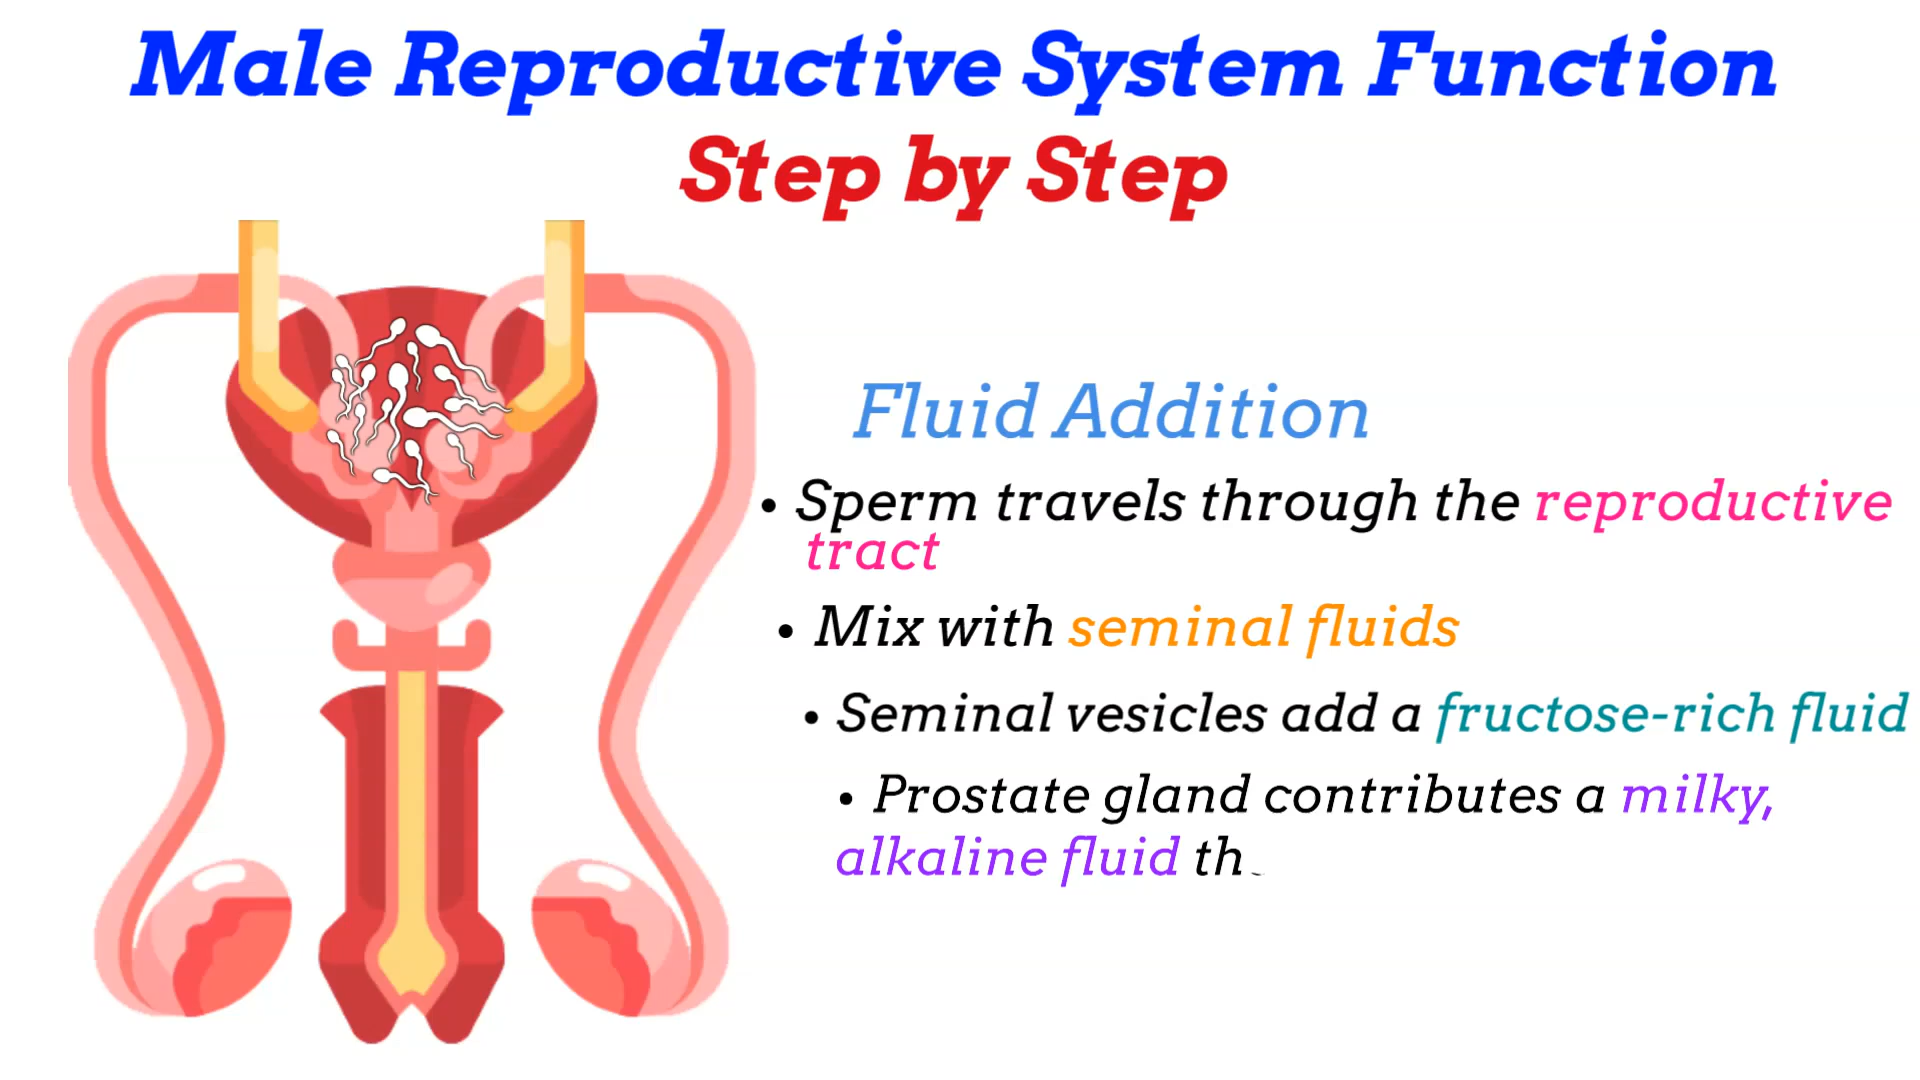 Male Reproductive System Function
Step by Step
Fluid Addition
• Sperm travels through the reproductive
tract
• Mix with seminal fluids
• Seminal vesicles add a fructose-rich fluid
• Prostate gland contributes a milky,
alkaline fluid th